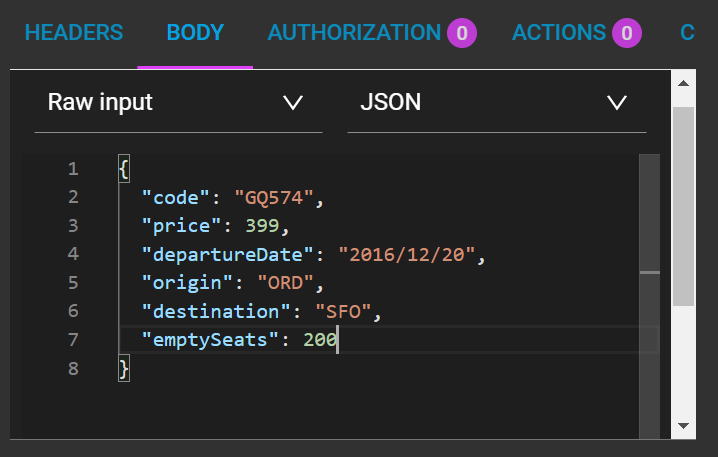 HEADERS BODY AUTHORIZATION 0 ACTIONS 0 C
Raw input JSON
1 {
2 "code": "GQ574",
3 "price": 399,
4 "departureDate": "2016/12/20",
5 "origin": "ORD",
6 "destination": "SFO",
7 "emptySeats": 200
8 }